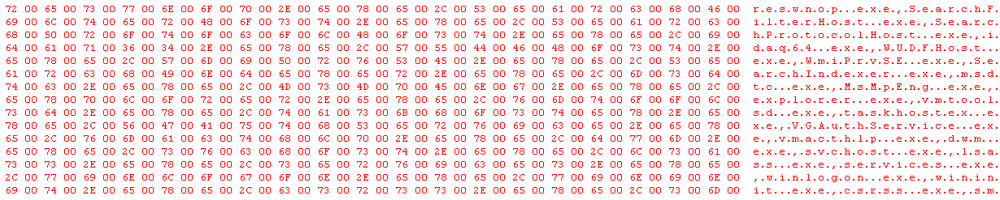 72 00 65 00 73 00 77 00 6E 00 6F 00 70 00 2E 00 65 00 78 00 65 00 2C 00 53 00 65 00 61 00 72 00 63 00 68 00 46 00 r.e.s.w.n.o.p...e.x.e.,.S.e.a.r.c.h.F.
69 00 6C 00 74 00 65 00 72 00 48 00 6F 00 73 00 74 00 2E 00 65 00 78 00 65 00 2C 00 53 00 65 00 61 00 72 00 63 00 i.l.t.e.r.H.o.s.t...e.x.e.,.S.e.a.r.c.
68 00 50 00 72 00 6F 00 74 00 6F 00 63 00 6F 00 6C 00 48 00 6F 00 73 00 74 00 2E 00 65 00 78 00 65 00 2C 00 69 00 h.P.r.o.t.o.c.o.l.H.o.s.t...e.x.e.,.i.
64 00 61 00 71 00 36 00 34 00 2E 00 65 00 78 00 65 00 2C 00 57 00 55 00 44 00 46 00 48 00 6F 00 73 00 74 00 2E 00 d.a.q.6.4...e.x.e.,.W.U.D.F.H.o.s.t...
65 00 78 00 65 00 2C 00 57 00 6D 00 69 00 50 00 72 00 76 00 53 00 45 00 2E 00 65 00 78 00 65 00 2C 00 53 00 65 00 e.x.e.,.W.m.i.P.r.v.S.E...e.x.e.,.S.e.
61 00 72 00 63 00 68 00 49 00 6E 00 64 00 65 00 78 00 65 00 72 00 2E 00 65 00 78 00 65 00 2C 00 6D 00 73 00 64 00 a.r.c.h.I.n.d.e.x.e.r...e.x.e.,.m.s.d.
74 00 63 00 2E 00 65 00 78 00 65 00 2C 00 4D 00 73 00 4D 00 70 00 45 00 6E 00 67 00 2E 00 65 00 78 00 65 00 2C 00 t.c...e.x.e.,.M.s.M.p.E.n.g...e.x.e.,.
65 00 78 00 70 00 6C 00 6F 00 72 00 65 00 72 00 2E 00 65 00 78 00 65 00 2C 00 76 00 6D 00 74 00 6F 00 6F 00 6C 00 e.x.p.l.o.r.e.r...e.x.e.,.v.m.t.o.o.l.
73 00 64 00 2E 00 65 00 78 00 65 00 2C 00 74 00 61 00 73 00 6B 00 68 00 6F 00 73 00 74 00 65 00 78 00 2E 00 65 00 s.d...e.x.e.,.t.a.s.k.h.o.s.t.e.x...e.
78 00 65 00 2C 00 56 00 47 00 41 00 75 00 74 00 68 00 53 00 65 00 72 00 76 00 69 00 63 00 65 00 2E 00 65 00 78 00 x.e.,.V.G.A.u.t.h.S.e.r.v.i.c.e...e.x.
65 00 2C 00 76 00 6D 00 61 00 63 00 74 00 68 00 6C 00 70 00 2E 00 65 00 78 00 65 00 2C 00 64 00 77 00 6D 00 2E 00 e.,.v.m.a.c.t.h.l.p...e.x.e.,.d.w.m...
65 00 78 00 65 00 2C 00 73 00 76 00 63 00 68 00 6F 00 73 00 74 00 2E 00 65 00 78 00 65 00 2C 00 6C 00 73 00 61 00 e.x.e.,.s.v.c.h.o.s.t...e.x.e.,.l.s.a.
73 00 73 00 2E 00 65 00 78 00 65 00 2C 00 73 00 65 00 72 00 76 00 69 00 63 00 65 00 73 00 2E 00 65 00 78 00 65 00 s.s...e.x.e.,.s.e.r.v.i.c.e.s...e.x.e.
2C 00 77 00 69 00 6E 00 6C 00 6F 00 67 00 6F 00 6E 00 2E 00 65 00 78 00 65 00 2C 00 77 00 69 00 6E 00 69 00 6E 00 ,.w.i.n.l.o.g.o.n...e.x.e.,.w.i.n.i.n.
69 00 74 00 2E 00 65 00 78 00 65 00 2C 00 63 00 73 00 72 00 73 00 73 00 2E 00 65 00 78 00 65 00 2C 00 73 00 6D 00 i.t...e.x.e.,.c.s.r.s.s...e.x.e.,.s.m.